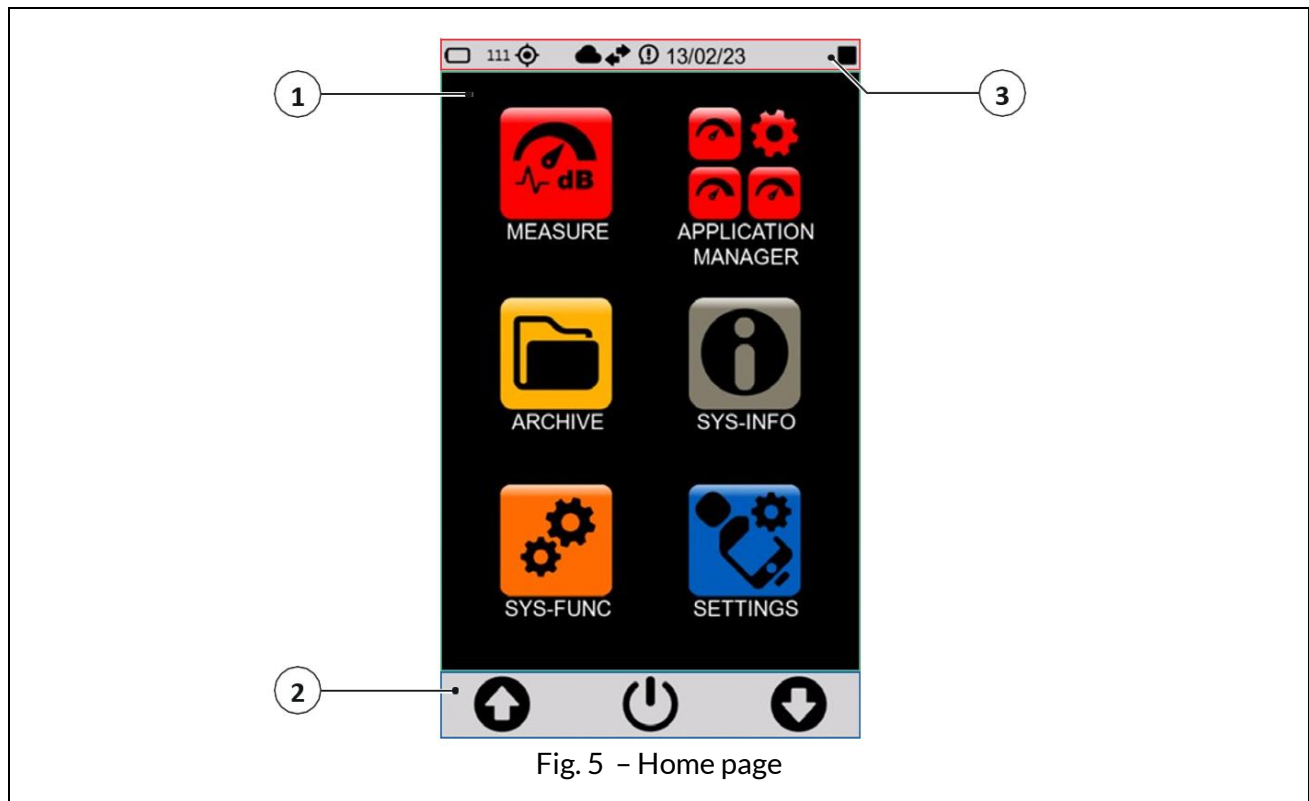 111 13/02/23
1
3
dB
MEASURE
APPLICATION
MANAGER
ARCHIVE
SYS-INFO
SYS-FUNC
SETTINGS
2
Fig. 5 – Home page